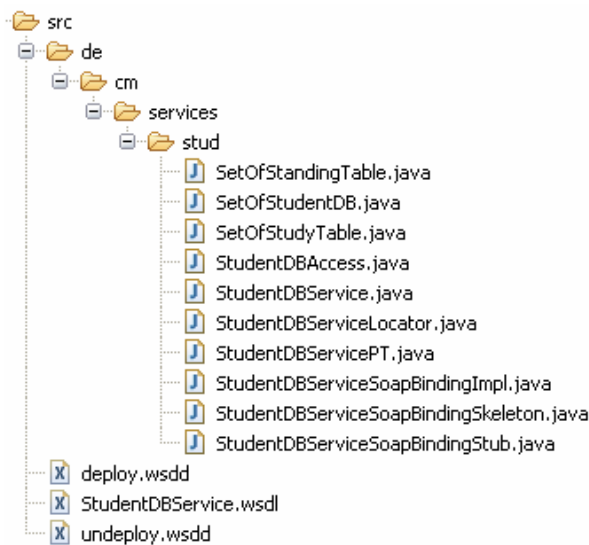 src
de
cm
services
stud
SetOfStandingTable.java
SetOfStudentDB.java
SetOfStudyTable.java
StudentDBAccess.java
StudentDBService.java
StudentDBServiceLocator.java
StudentDBServicePT.java
StudentDBServiceSoapBindingImpl.java
StudentDBServiceSoapBindingSkeleton.java
StudentDBServiceSoapBindingStub.java
deploy.wsdd
StudentDBService.wsdl
undeploy.wsdd